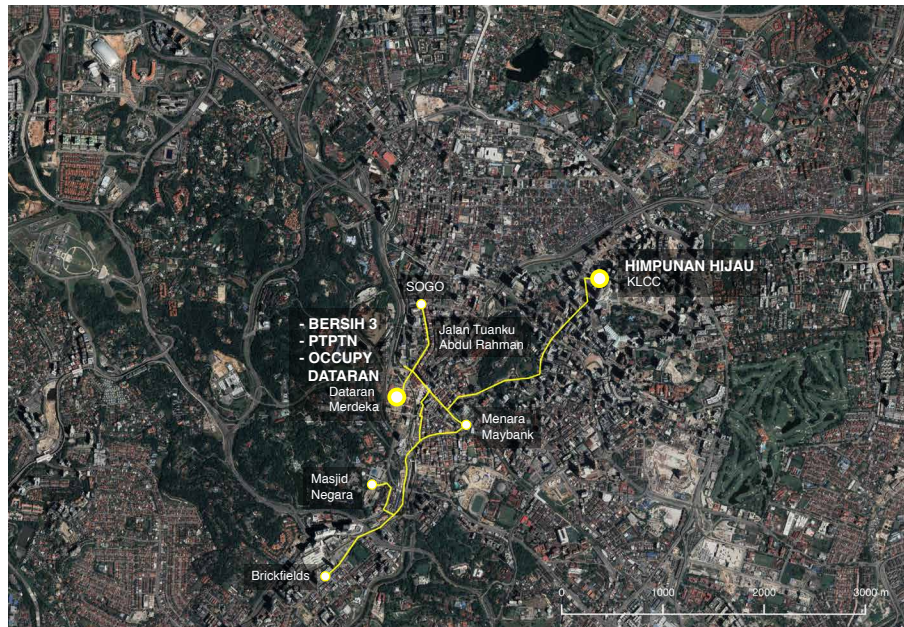 HIMPUNAN HIJAU
KLCC
SOGO
- BERSIH 3
- PTPTN
- OCCUPY
DATARAN
Dataran
Merdeka
Jalan Tuanku
Abdul Rahman
Menara
Maybank
Masjid
Negara
Brickfields
0 1000 2000 3000 m